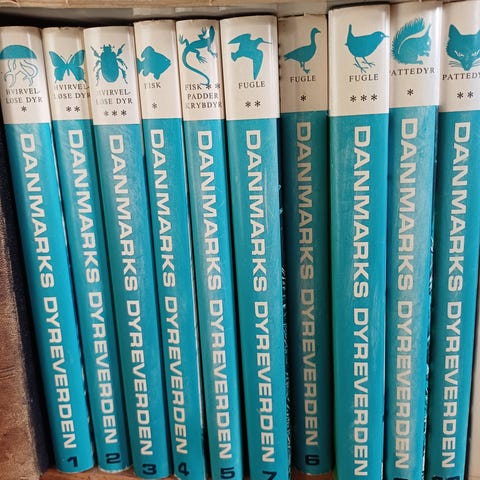 HVIRVEL-
LØSE DYR
*
DANMARKS DYREVERDEN
1
HVIRVEL-
LØSE DYR
**
DANMARKS DYREVERDEN
2
HVIRVEL-
LØSE DYR
***
DANMARKS DYREVERDEN
3
FISK
*
DANMARKS DYREVERDEN
4
FISK **
PADDER
KRYBDYR
DANMARKS DYREVERDEN
5
FUGLE
**
DANMARKS DYREVERDEN
7
FUGLE
*
DANMARKS DYREVERDEN
6
FUGLE
***
DANMARKS DYREVERDEN
PATTEDYR
*
DANMARKS DYREVERDEN
PATTEDYR
**
DANMARKS DYREVERDEN